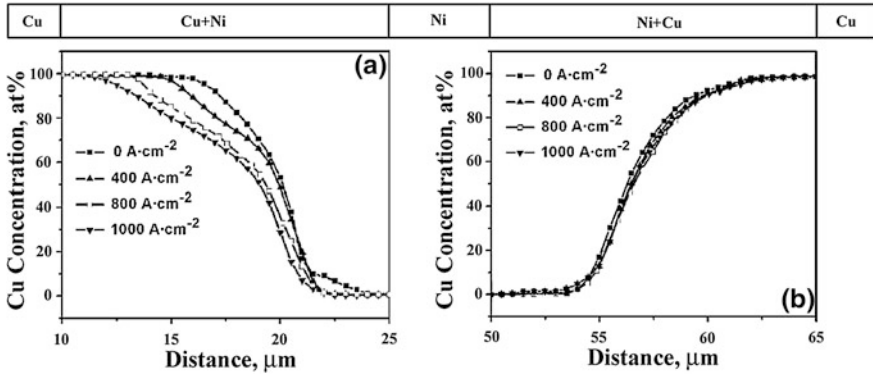 Cu Cu+Ni Ni Ni+Cu Cu
(a)
Cu Concentration, at%
100
80
60
40
20
0
0 A·cm⁻²
400 A·cm⁻²
800 A·cm⁻²
1000 A·cm⁻²
10 15 20 25
Distance, μm
(b)
Cu Concentration, at%
100
80
60
40
20
0
0 A·cm⁻²
400 A·cm⁻²
800 A·cm⁻²
1000 A·cm⁻²
50 55 60 65
Distance, μm